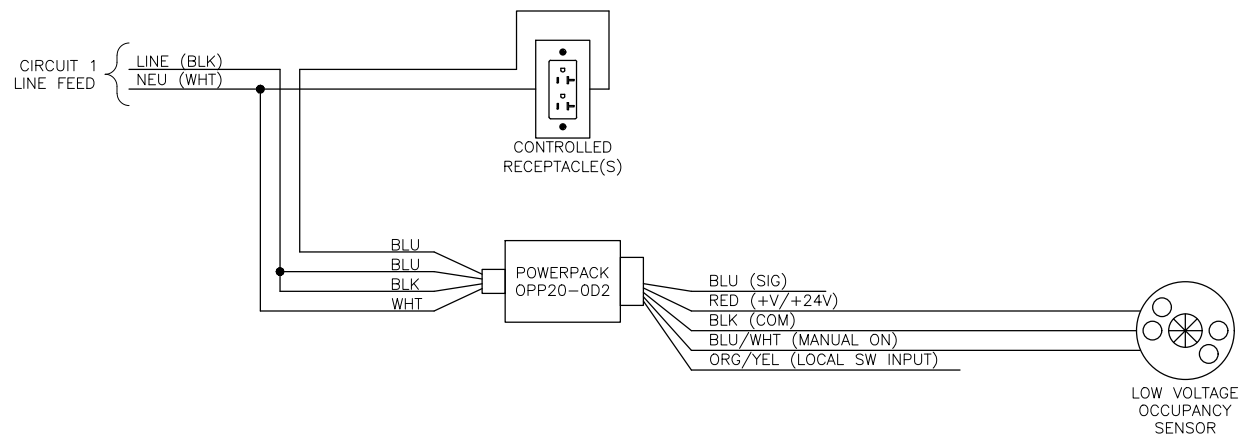 CIRCUIT 1
LINE FEED
LINE (BLK)
NEU (WHT)
CONTROLLED
RECEPTACLE(S)
BLU
BLU
BLK
WHT
POWERPACK
OPP20-0D2
BLU (SIG)
RED (+V/+24V)
BLK (COM)
BLU/WHT (MANUAL ON)
ORG/YEL (LOCAL SW INPUT)
LOW VOLTAGE
OCCUPANCY
SENSOR